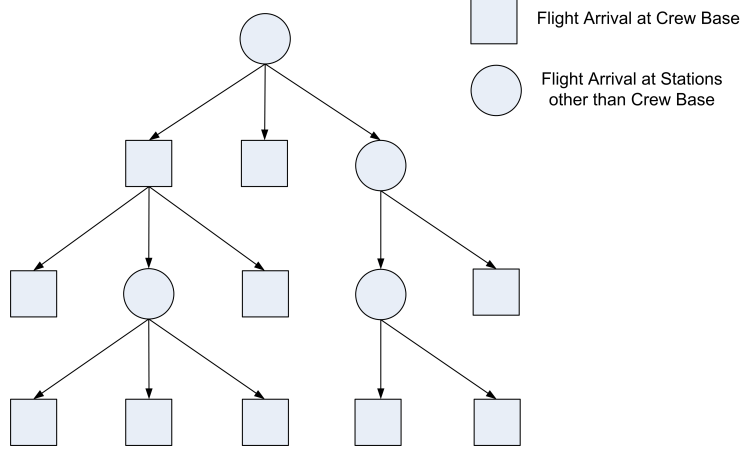 Flight Arrival at Crew Base
Flight Arrival at Stations
other than Crew Base